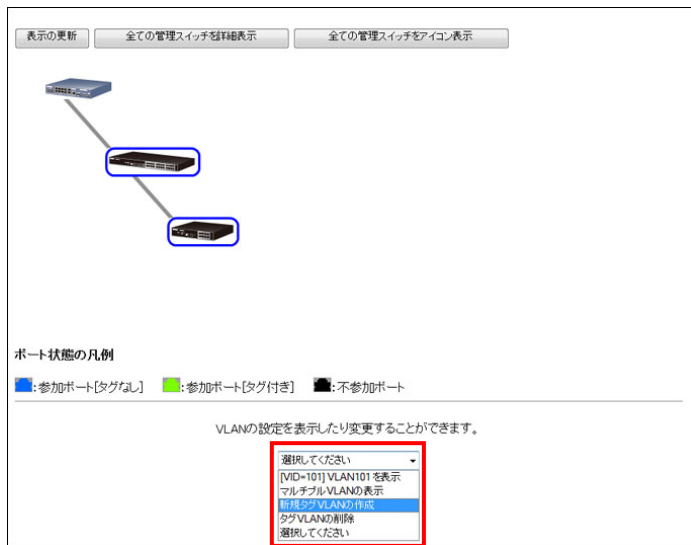 表示の更新 全ての管理スイッチを詳細表示 全ての管理スイッチをアイコン表示
ポート状態の凡例
:参加ポート[タグなし] :参加ポート[タグ付き] :不参加ポート
VLANの設定を表示したり変更することができます。
選択してください
[VID=101] VLAN101 を表示
マルチプル VLANの表示
新規タグVLANの作成
タグVLANの削除
選択してください